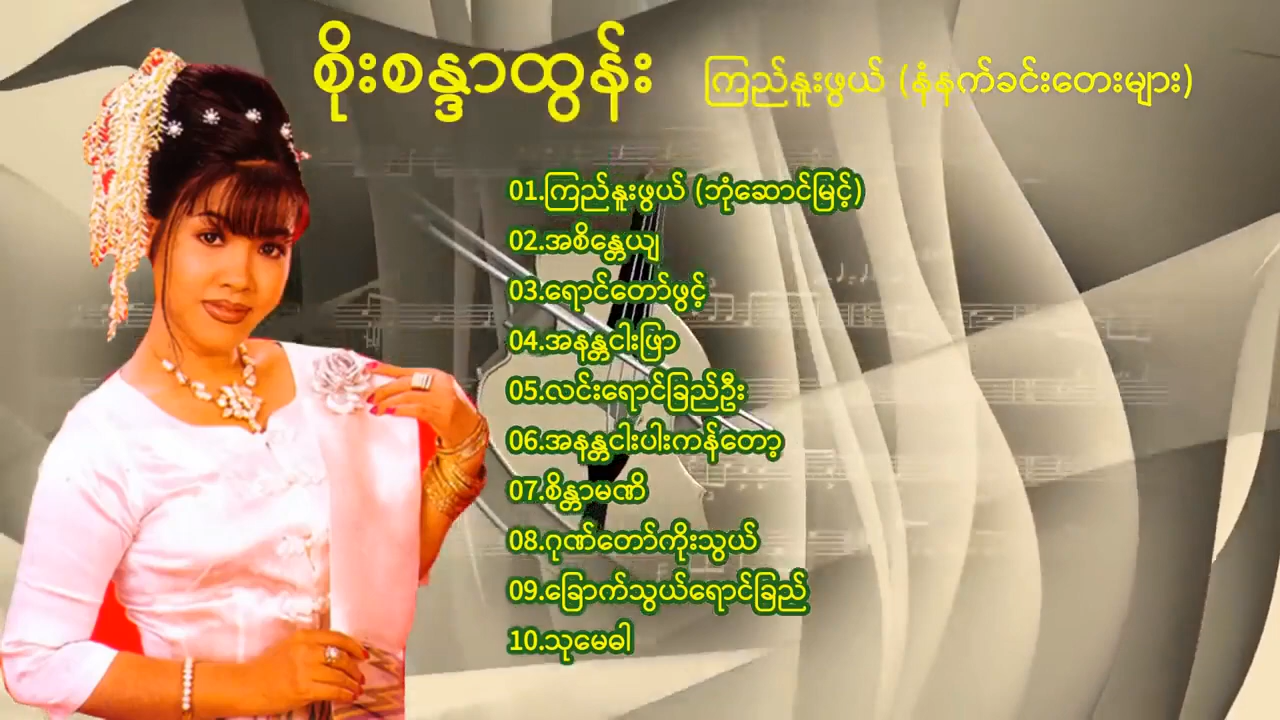 စိုးစန္ဒာထွန်း ကြည်နူးဖွယ် (နံနက်ခင်းတေးများ)
01.ကြည်နူးဖွယ် (ဘုံဆောင်မြင့်)
02.အစိန္တေယျ
03.ရောင်တော်ဖွင့်
04.အနန္တငါးဖြာ
05.လင်းရောင်ခြည်ဦး
06.အနန္တငါးပါးကန်တော့
07.စိန္တာမဏိ
08.ဂုဏ်တော်ကိုးသွယ်
09.ခြောက်သွယ်ရောင်ခြည်
10.သုမေဓါ